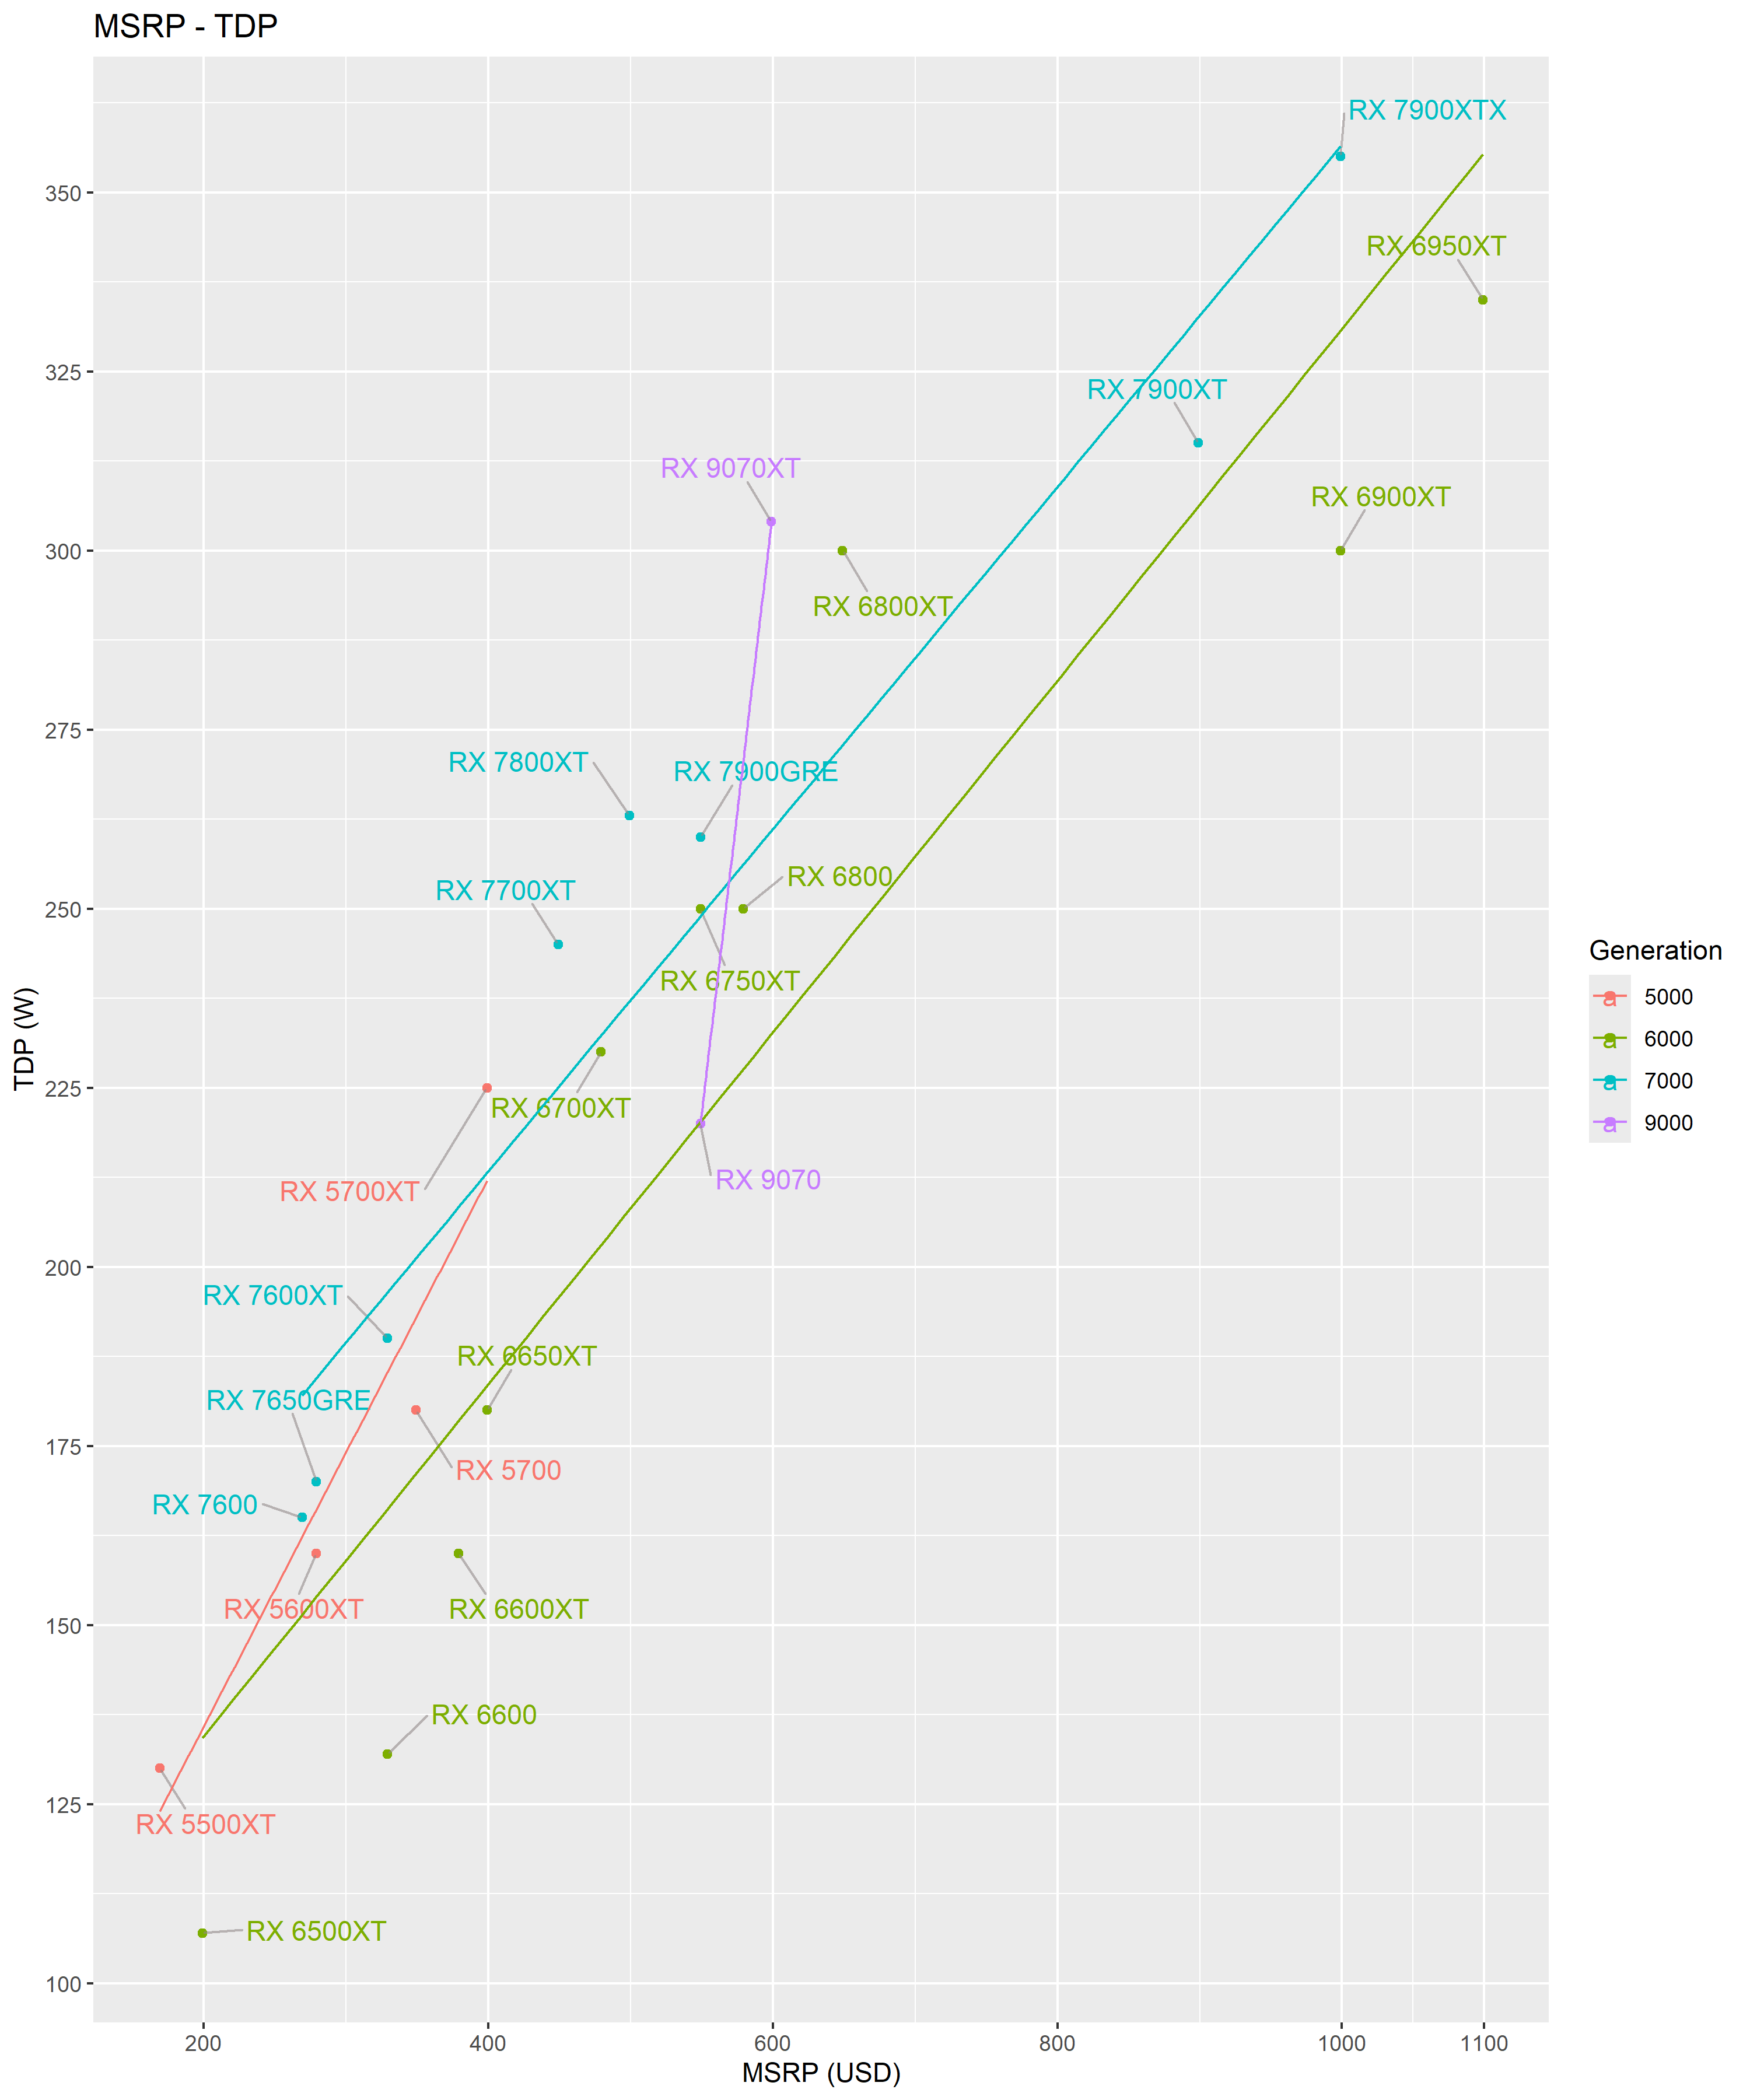 MSRP - TDP
RX 7900XTX
RX 6950XT
RX 7900XT
RX 9070XT
RX 6900XT
RX 6800XT
RX 7800XT
RX 7900GRE
RX 6800
RX 7700XT
RX 6750XT
RX 6700XT
RX 5700XT
RX 9070
RX 7600XT
RX 6650XT
RX 7650GRE
RX 5700
RX 7600
RX 5600XT
RX 6600XT
RX 6600
RX 5500XT
RX 6500XT
350
325
300
275
250
225
200
175
150
125
100
TDP (W)
200 400 600 800 1000 1100
MSRP (USD)
Generation
a 5000
a 6000
a 7000
a 9000